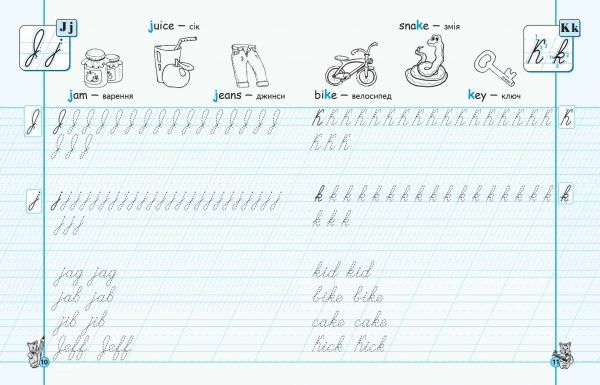 J j
Jj
juice – сік
jam – варення
jeans – джинси
J
J J J J J J J J J J J J J J J J
J J J
j
j j j j j j j j j j j j j j j j j j j j j j
j j j
jag jag
jab jab
jib jib
Jeff Jeff
10
snake – змія
bike – велосипед
key – ключ
Kk
K k
K K K K K K K K K K K K K K K K K
K
K K K
k k k k k k k k k k k k k k k k k
k
k k k
kid kid
bike bike
cake cake
Kick Kick
11